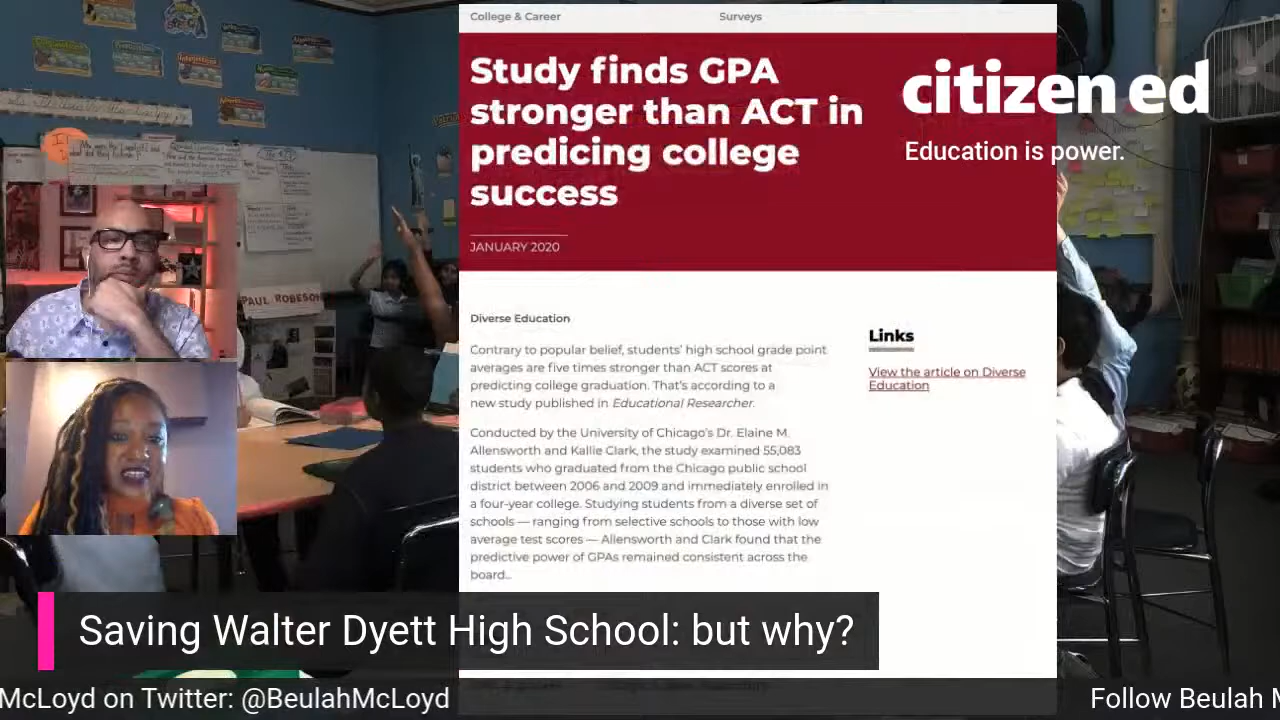 College & Career
Surveys
Study finds GPA
stronger than ACT in
predicing college
success
JANUARY 2020
citizen ed
Education is power.
PAUL ROBESON
Diverse Education
Contrary to popular belief, students' high school grade point
averages are five times stronger than ACT scores at
predicting college graduation. That's according to a
new study published in Educational Researcher.
Conducted by the University of Chicago's Dr. Elaine M.
Allensworth and Kallie Clark, the study examined 55,083
students who graduated from the Chicago public school
district between 2006 and 2009 and immediately enrolled in
a four-year college. Studying students from a diverse set of
schools — ranging from selective schools to those with low
average test scores — Allensworth and Clark found that the
predictive power of GPAs remained consistent across the
board...
Links
View the article on Diverse
Education
Saving Walter Dyett High School: but why?
McLoyd on Twitter: @BeulahMcLoyd
Follow Beulah M